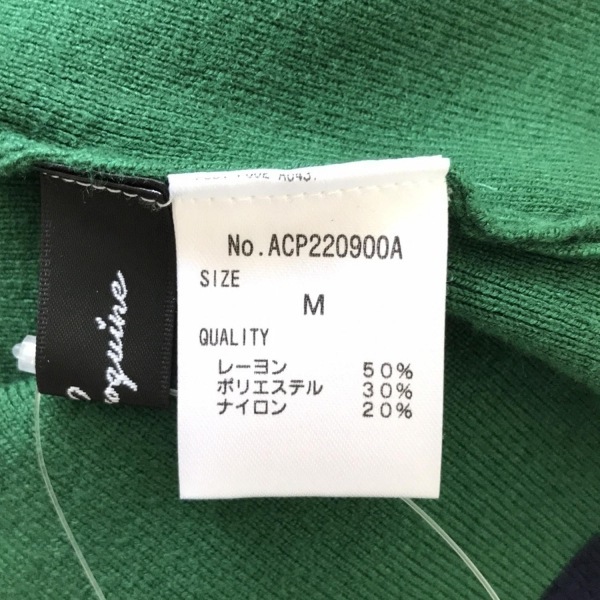 No.ACP220900A
SIZE
M
QUALITY
レーヨン 50%
ポリエステル 30%
ナイロン 20%